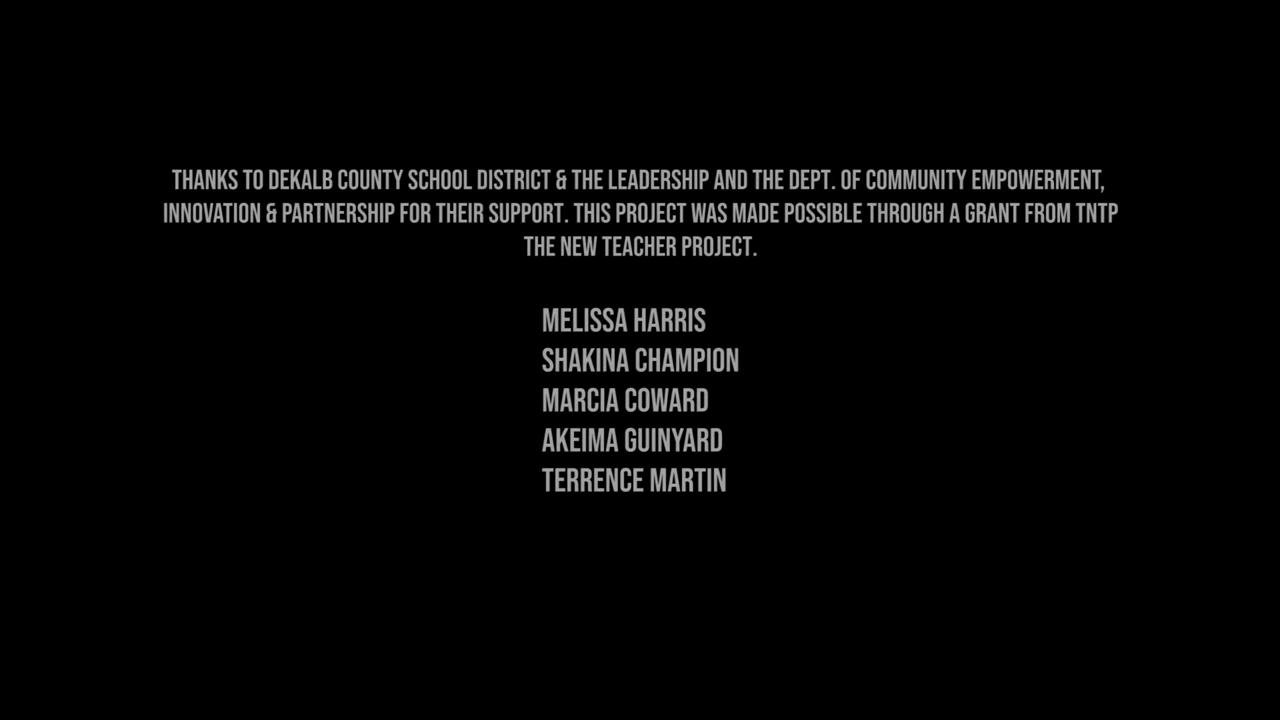 THANKS TO DEKALB COUNTY SCHOOL DISTRICT & THE LEADERSHIP AND THE DEPT. OF COMMUNITY EMPOWERMENT,
INNOVATION & PARTNERSHIP FOR THEIR SUPPORT. THIS PROJECT WAS MADE POSSIBLE THROUGH A GRANT FROM TNTP
THE NEW TEACHER PROJECT.
MELISSA HARRIS
SHAKINA CHAMPION
MARCIA COWARD
AKEIMA GUINYARD
TERRENCE MARTIN